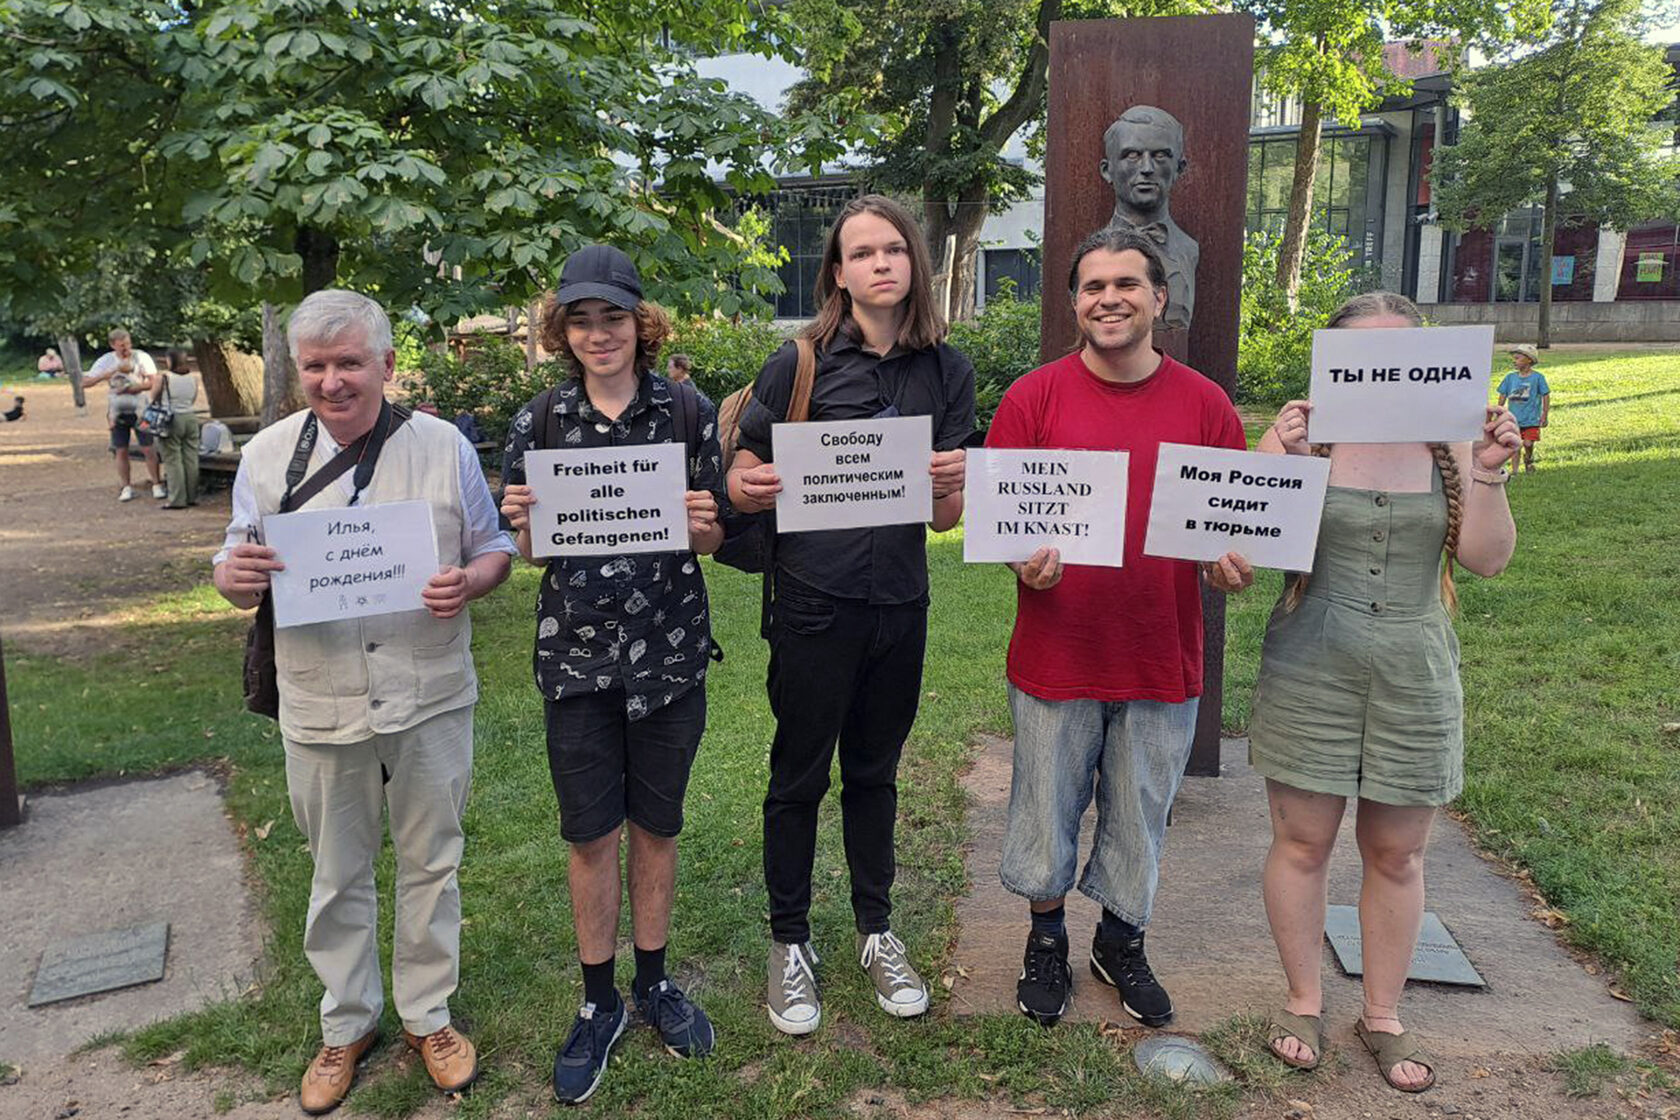 Илья,
с днём
рождения!!!
Freiheit für
alle
politischen
Gefangenen!
Свободу
всем
политическим
заключенным!
MEIN
RUSSLAND
SITZT
IM KNAST!
Моя Россия
сидит
в тюрьме
ТЫ НЕ ОДНА
TREFF